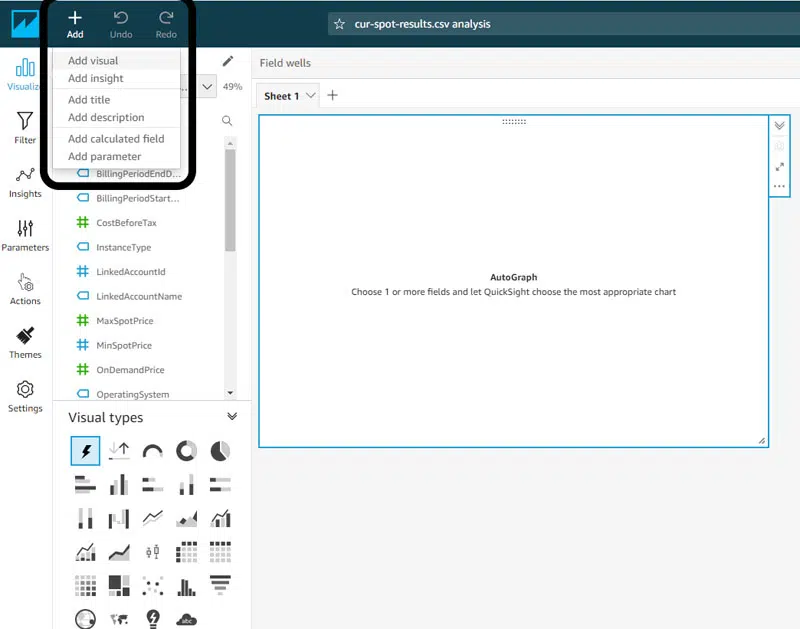 Add
Undo
Redo
cur-spot-results.csv analysis
Add visual
Add insight
Add title
Add description
Add calculated field
Add parameter
Visualize
Filter
Insights
Parameters
Actions
Themes
Settings
...
49%
BillingPeriodEndD...
BillingPeriodStart...
CostBeforeTax
InstanceType
LinkedAccountId
LinkedAccountName
MaxSpotPrice
MinSpotPrice
OnDemandPrice
OperatingSystem
Visual types
abc
Field wells
Sheet 1
AutoGraph
Choose 1 or more fields and let QuickSight choose the most appropriate chart